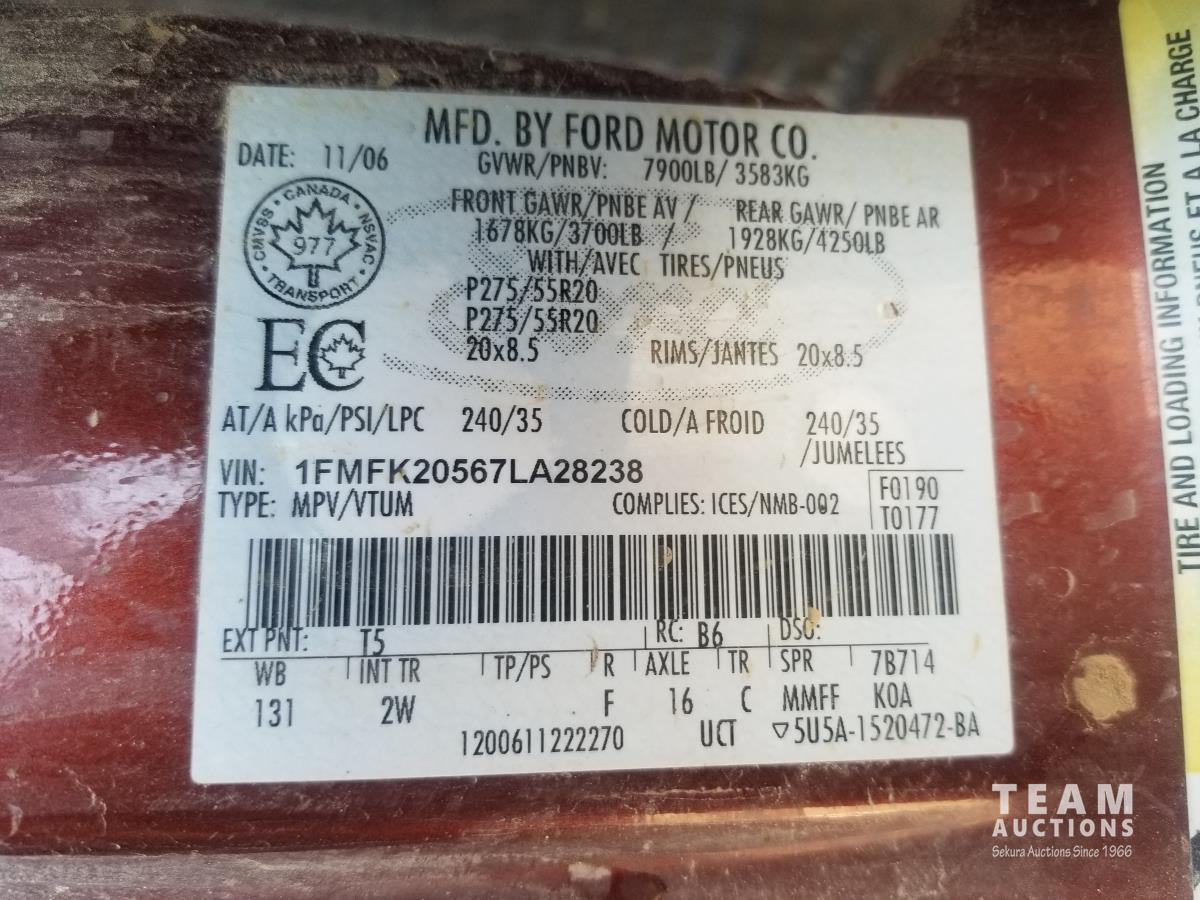 MFD. BY FORD MOTOR CO.
DATE: 11/06
GVWR/PNBV: 7900LB/ 3583KG
CANADA
CMVSS • NSVAC
977
TRANSPORT
FRONT GAWR/PNBE AV / REAR GAWR/ PNBE AR
1678KG/3700LB / 1928KG/4250LB
WITH/AVEC TIRES/PNEUS
P275/55R20
P275/55R20
20x8.5 RIMS/JANTES 20x8.5
EC
AT/A kPa/PSI/LPC 240/35 COLD/A FROID 240/35
/JUMELEES
VIN: 1FMFK20567LA28238
TYPE: MPV/VTUM COMPLIES: ICES/NMB-002
F0190
T0177
EXT PNT: T5 RC: B6 DSO:
WB INT TR TP/PS R AXLE TR SPR 7B714
131 2W F 16 C MMFF KOA
1200611222270 UCT ▽5U5A-1520472-BA
TIRE AND LOADING INFORMATION
ET LA CHARGE
TEAM
AUCTIONS
Sekura Auctions Since 1966